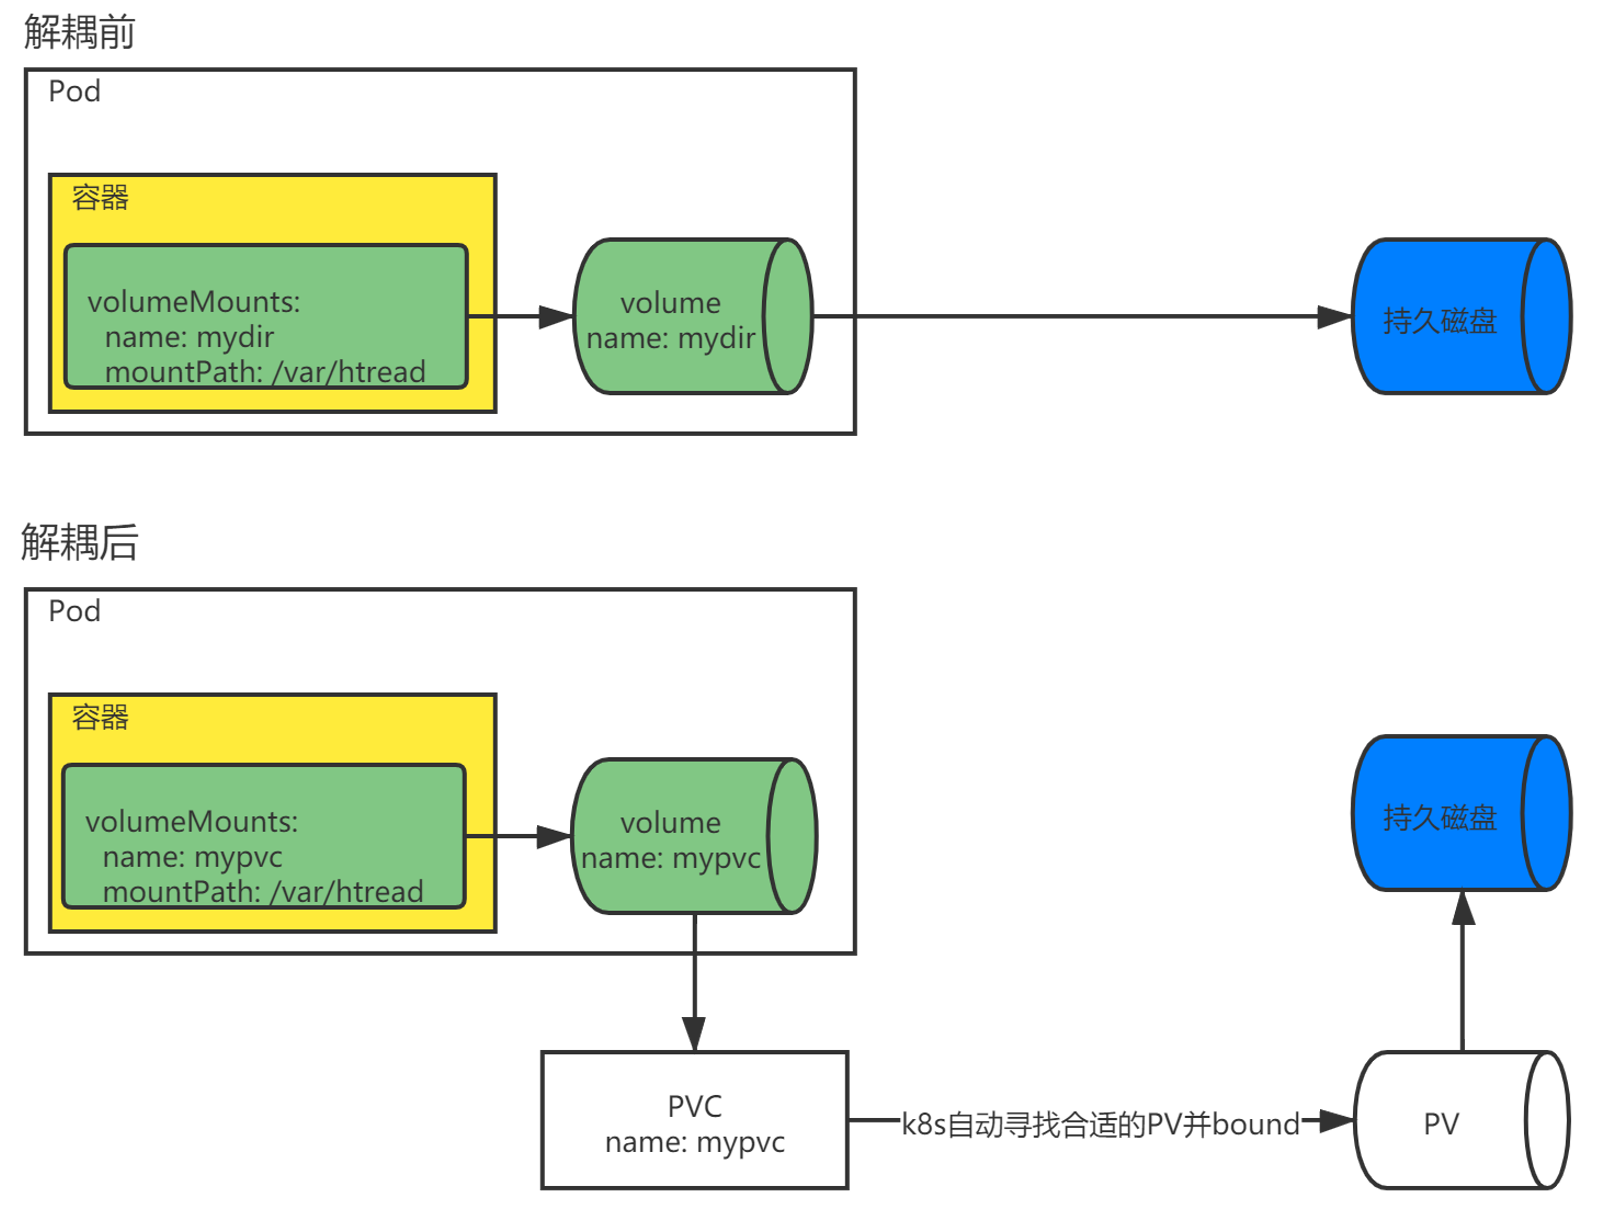 解耦前
Pod
容器
volumeMounts:
name: mydir
mountPath: /var/htread
volume
name: mydir
持久磁盘
解耦后
Pod
容器
volumeMounts:
name: mypvc
mountPath: /var/htread
volume
name: mypvc
持久磁盘
PVC
name: mypvc
k8s自动寻找合适的PV并bound
PV